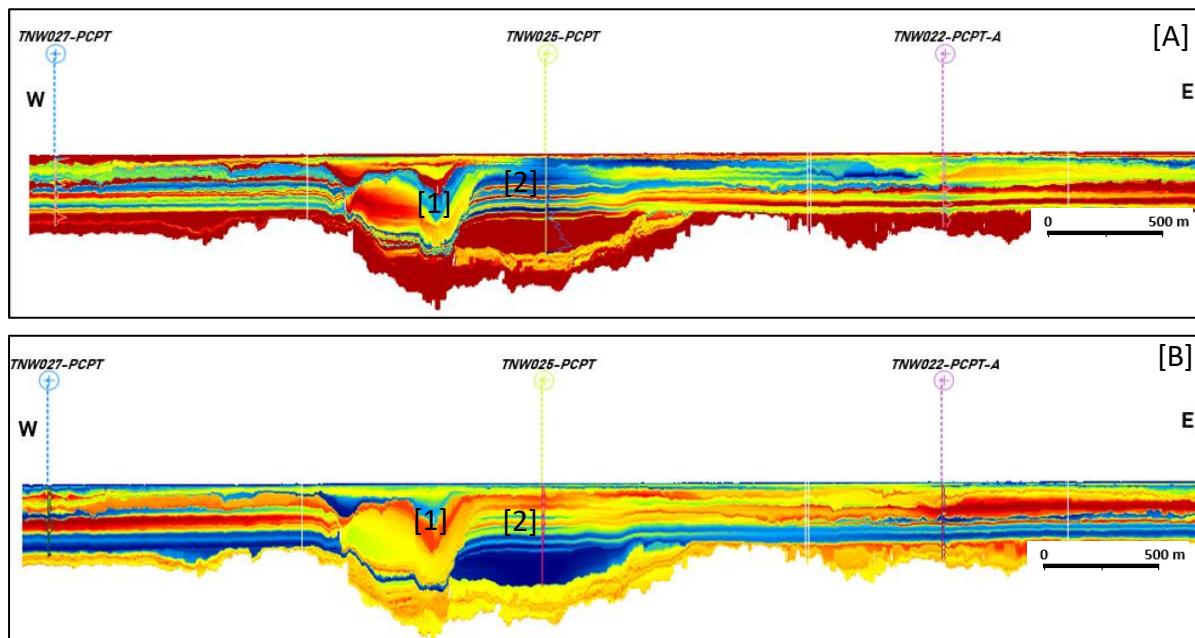 TNW027-PCPT TNW025-PCPT TNW022-PCPT-A [A]
W E
[1] [2]
0 500 m
[B]
TNW027-PCPT TNW025-PCPT TNW022-PCPT-A
W E
[1] [2]
0 500 m